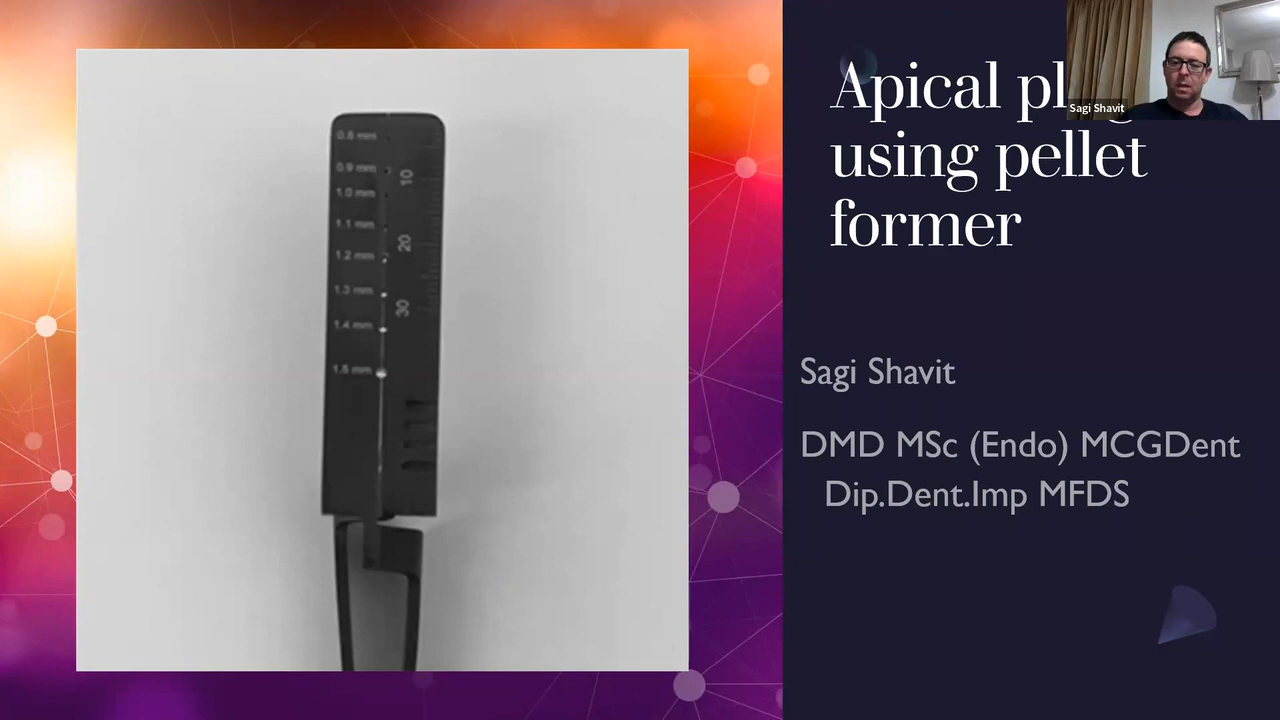 Apical pl
using pellet
former
Sagi Shavit
Sagi Shavit
DMD MSc (Endo) MCGDent
Dip.Dent.Imp MFDS
0.8 mm
0.9 mm
1.0 mm
1.1 mm
1.2 mm
1.3 mm
1.4 mm
1.5 mm
10
20
30